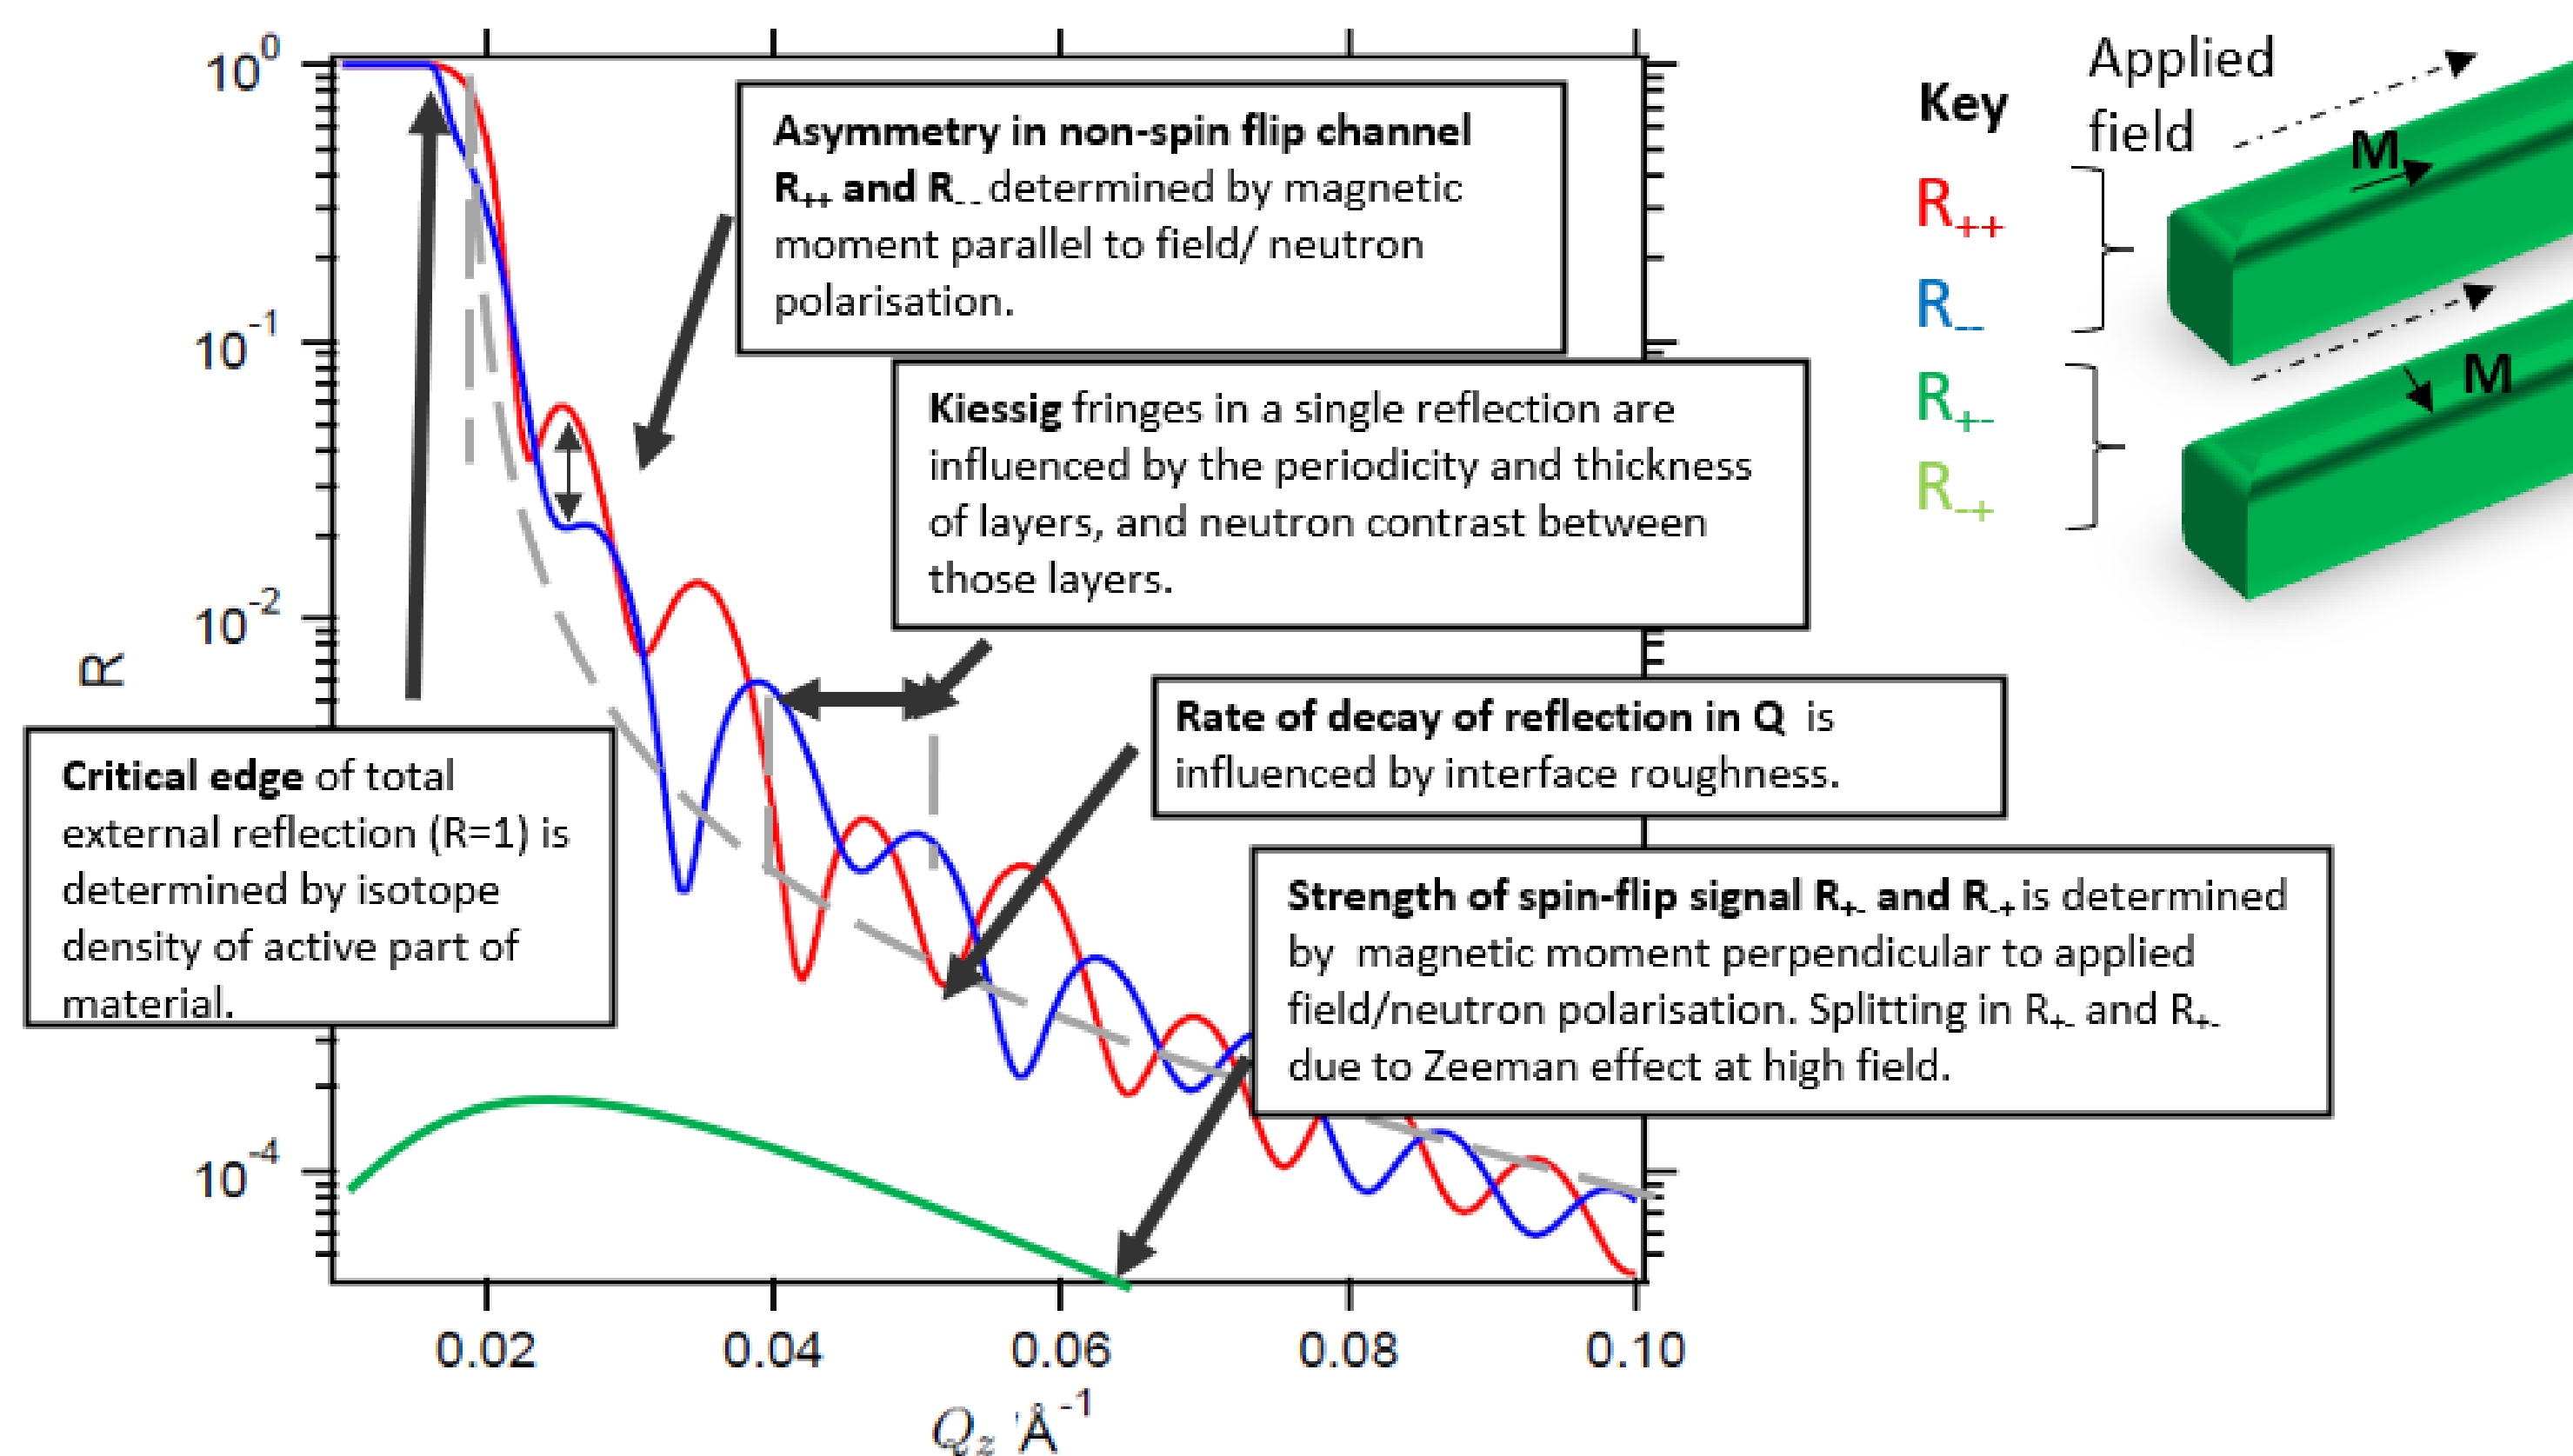 10⁰
10⁻¹
10⁻²
10⁻⁴
R
0.02 0.04 0.06 0.08 0.10
Q_z Å⁻¹
Asymmetry in non-spin flip channel
R₊₊ and R₋₋ determined by magnetic
moment parallel to field/ neutron
polarisation.
Kiessig fringes in a single reflection are
influenced by the periodicity and thickness
of layers, and neutron contrast between
those layers.
Rate of decay of reflection in Q is
influenced by interface roughness.
Critical edge of total
external reflection (R=1) is
determined by isotope
density of active part of
material.
Strength of spin-flip signal R₊₋ and R₋₊ is determined
by magnetic moment perpendicular to applied
field/neutron polarisation. Splitting in R₊₋ and R₊₋
due to Zeeman effect at high field.
Key
R₊₊
R₋₋
R₊₋
R₋₊
Applied
field
M
M